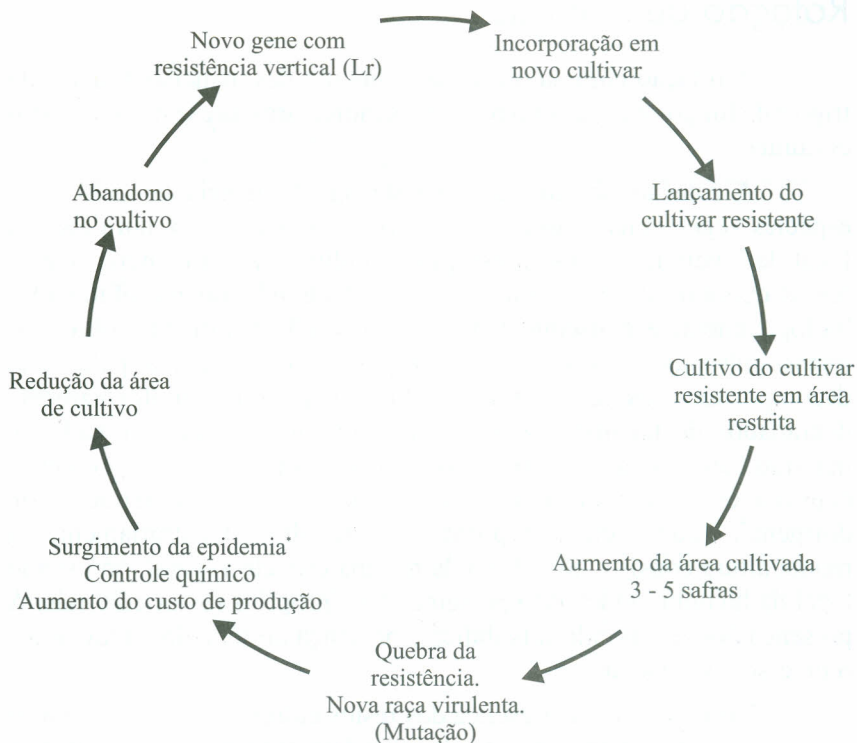 Novo gene com
resistência vertical (Lr)
Incorporação em
novo cultivar
Lançamento do
cultivar resistente
Cultivo do cultivar
resistente em área
restrita
Aumento da área cultivada
3 - 5 safras
Quebra da
resistência.
Nova raça virulenta.
(Mutação)
Surgimento da epidemia*
Controle químico
Aumento do custo de produção
Redução da área
de cultivo
Abandono
no cultivo